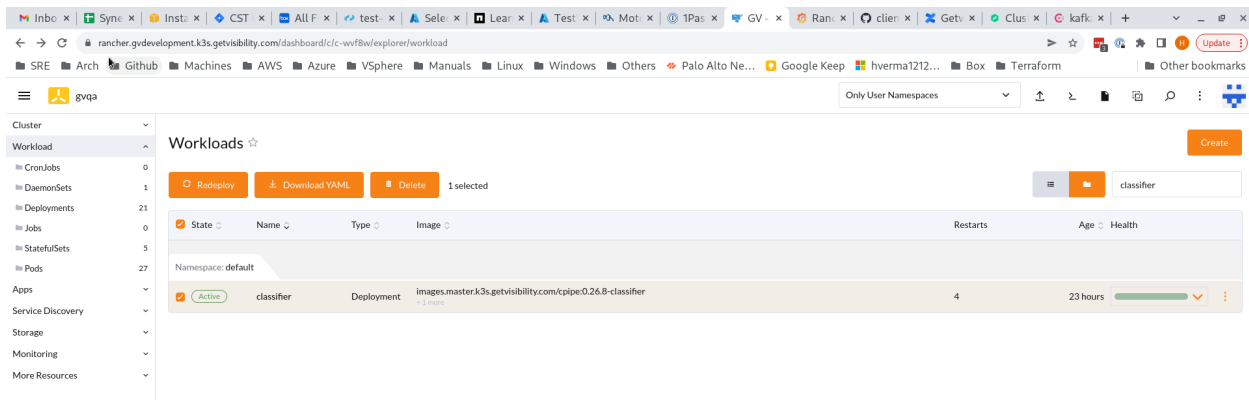 Inbo
Syne
Insta
CST
All F
test-
Selec
Lear
Test
Moto
1Pas
GV -
Ranc
clien
Getv
Clust
kafka
rancher.gvdevelopment.k3s.getvisibility.com/dashboard/c/c-wvf8w/explorer/workload
Update
SRE Arch Github Machines AWS Azure VSphere Manuals Linux Windows Others Palo Alto Ne... Google Keep hverma1212... Box Terraform Other bookmarks
gvqa
Only User Namespaces
Cluster
Workload
CronJobs 0
DaemonSets 1
Deployments 21
Jobs 0
StatefulSets 5
Pods 27
Apps
Service Discovery
Storage
Monitoring
More Resources
Workloads
Create
Redeploy Download YAML Delete 1 selected
classifier
State Name Type Image Restarts Age Health
Namespace: default
Active classifier Deployment images.master.k3s.getvisibility.com/cpipe:0.26.8-classifier 4 23 hours
+ 1 more